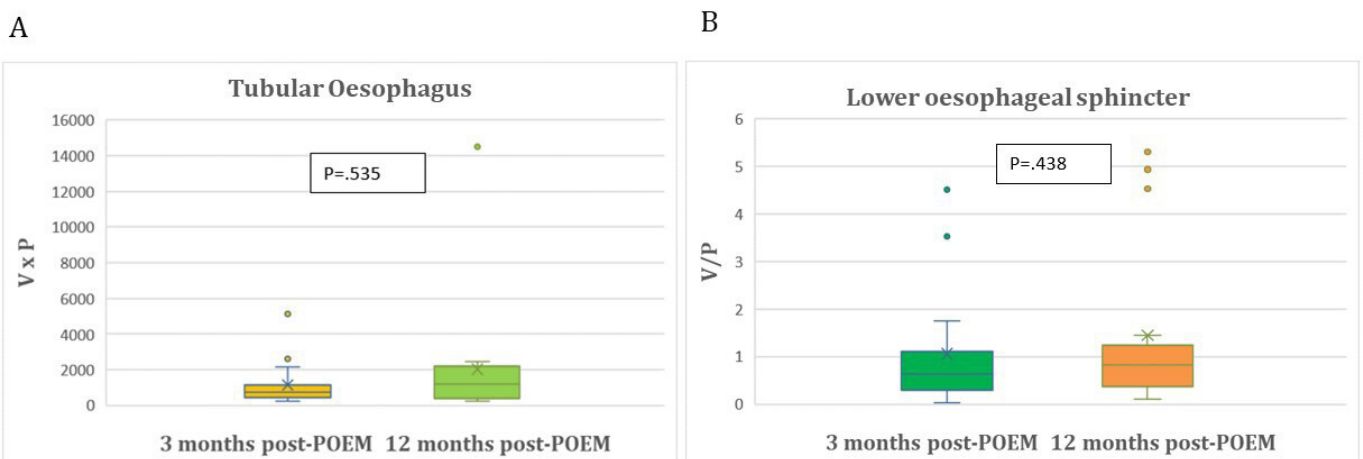 A
Tubular Oesophagus
16000
14000
12000
10000
8000
6000
4000
2000
0
V x P
P=.535
3 months post-POEM 12 months post-POEM
B
Lower oesophageal sphincter
6
5
4
3
2
1
0
V/P
P=.438
3 months post-POEM 12 months post-POEM